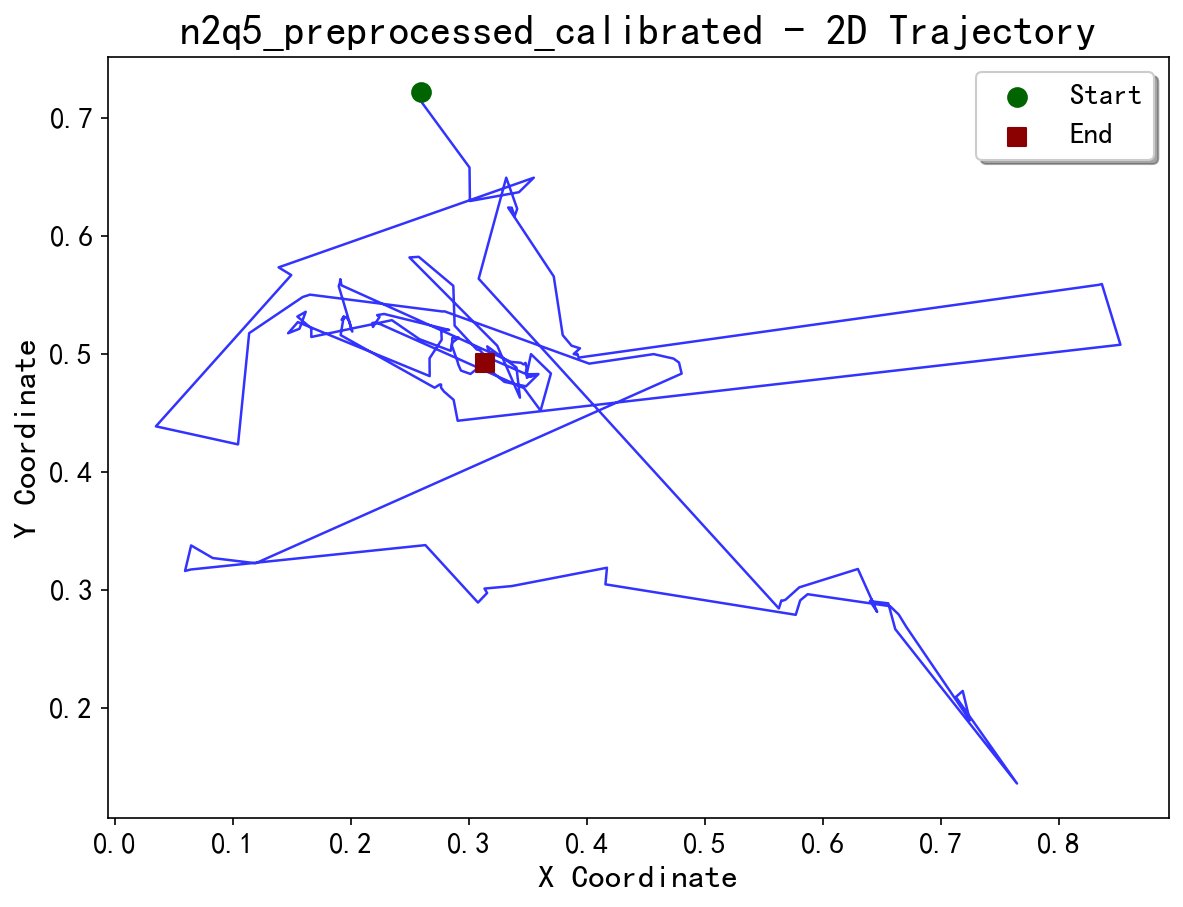 n2q5_preprocessed_calibrated - 2D Trajectory
Start
End
0.7
0.6
0.5
0.4
0.3
0.2
Y Coordinate
0.0 0.1 0.2 0.3 0.4 0.5 0.6 0.7 0.8
X Coordinate